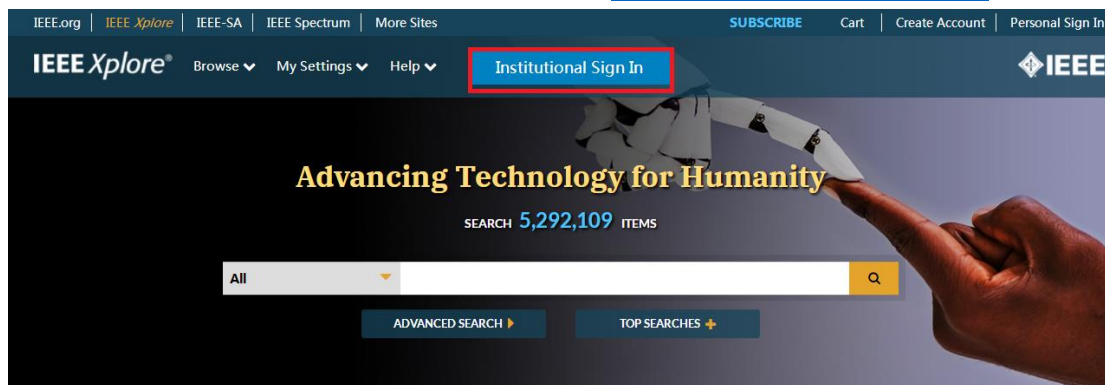 IEEE.org IEEE Xplore IEEE-SA IEEE Spectrum More Sites SUBSCRIBE Cart Create Account Personal Sign In
IEEE Xplore® Browse My Settings Help Institutional Sign In IEEE
Advancing Technology for Humanity
SEARCH 5,292,109 ITEMS
All
ADVANCED SEARCH TOP SEARCHES